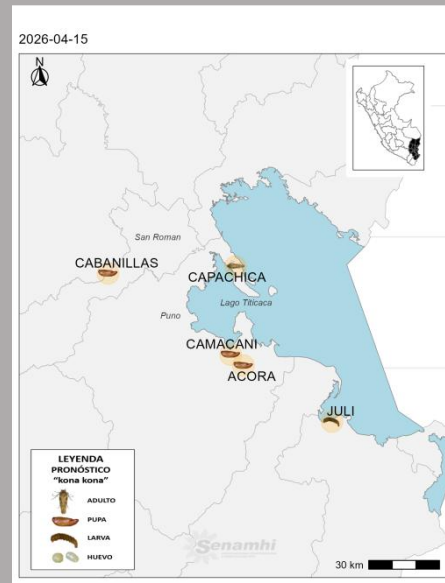 2026-04-15
N
San Roman
CABANILLAS
CAPACHICA
Lago Titicaca
Puno
CAMACANI
ACORA
JULI
LEYENDA
PRONÓSTICO
"kona kona"
ADULTO
PUPA
LARVA
HUEVO
Senamhi
30 km